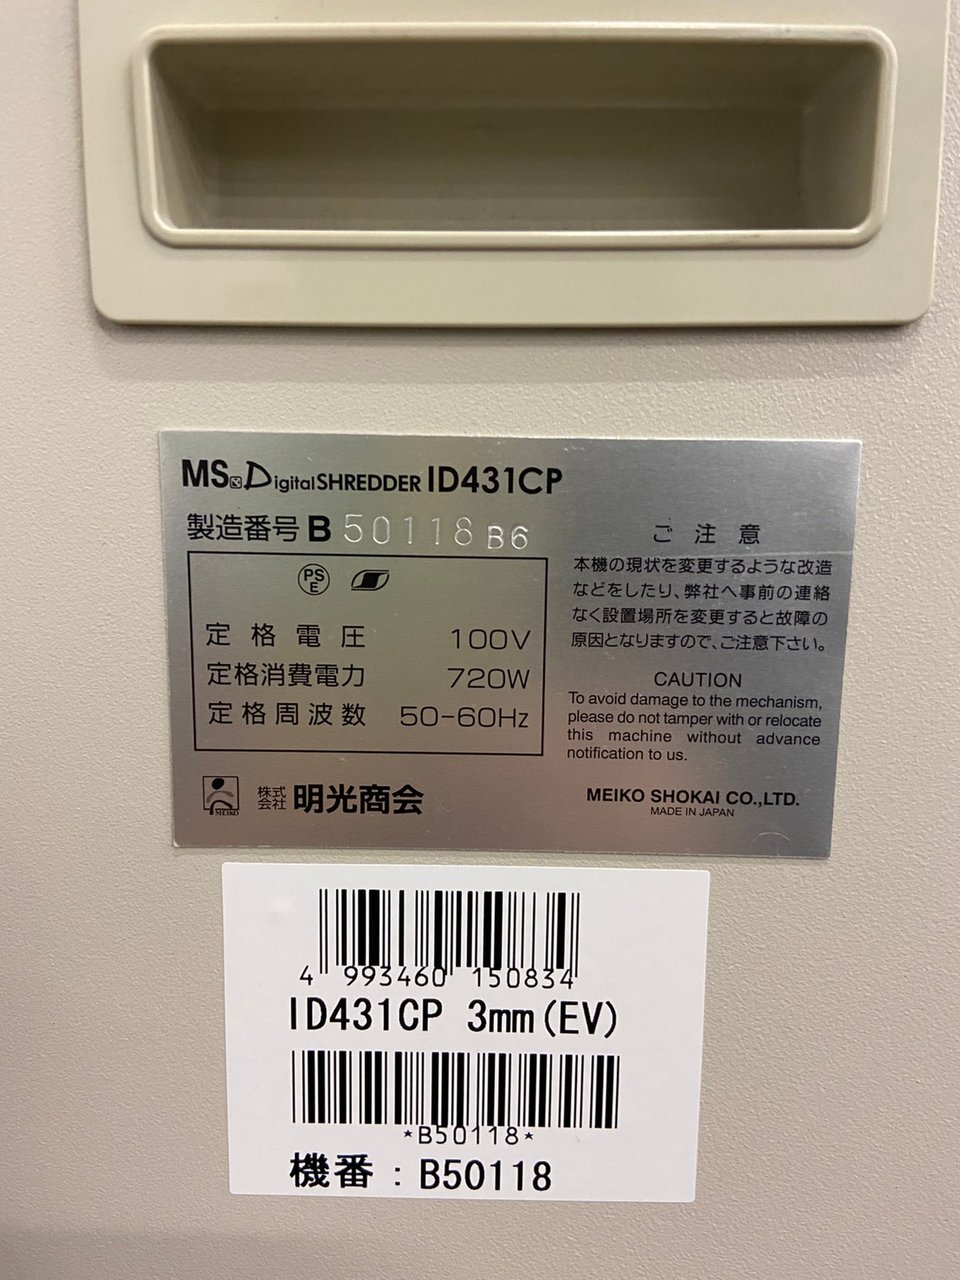 MS DigitalSHREDDER ID431CP
製造番号 B 50118 B6
PS
E
定格電圧 100V
定格消費電力 720W
定格周波数 50-60Hz
MEIKO
株式会社 明光商会
ご注意
本機の現状を変更するような改造
などをしたり、弊社へ事前の連絡
なく設置場所を変更すると故障の
原因となりますので、ご注意下さい。
CAUTION
To avoid damage to the mechanism,
please do not tamper with or relocate
this machine without advance
notification to us.
MEIKO SHOKAI CO.,LTD.
MADE IN JAPAN
4 993460 150834
ID431CP 3mm(EV)
*B50118*
機番：B50118